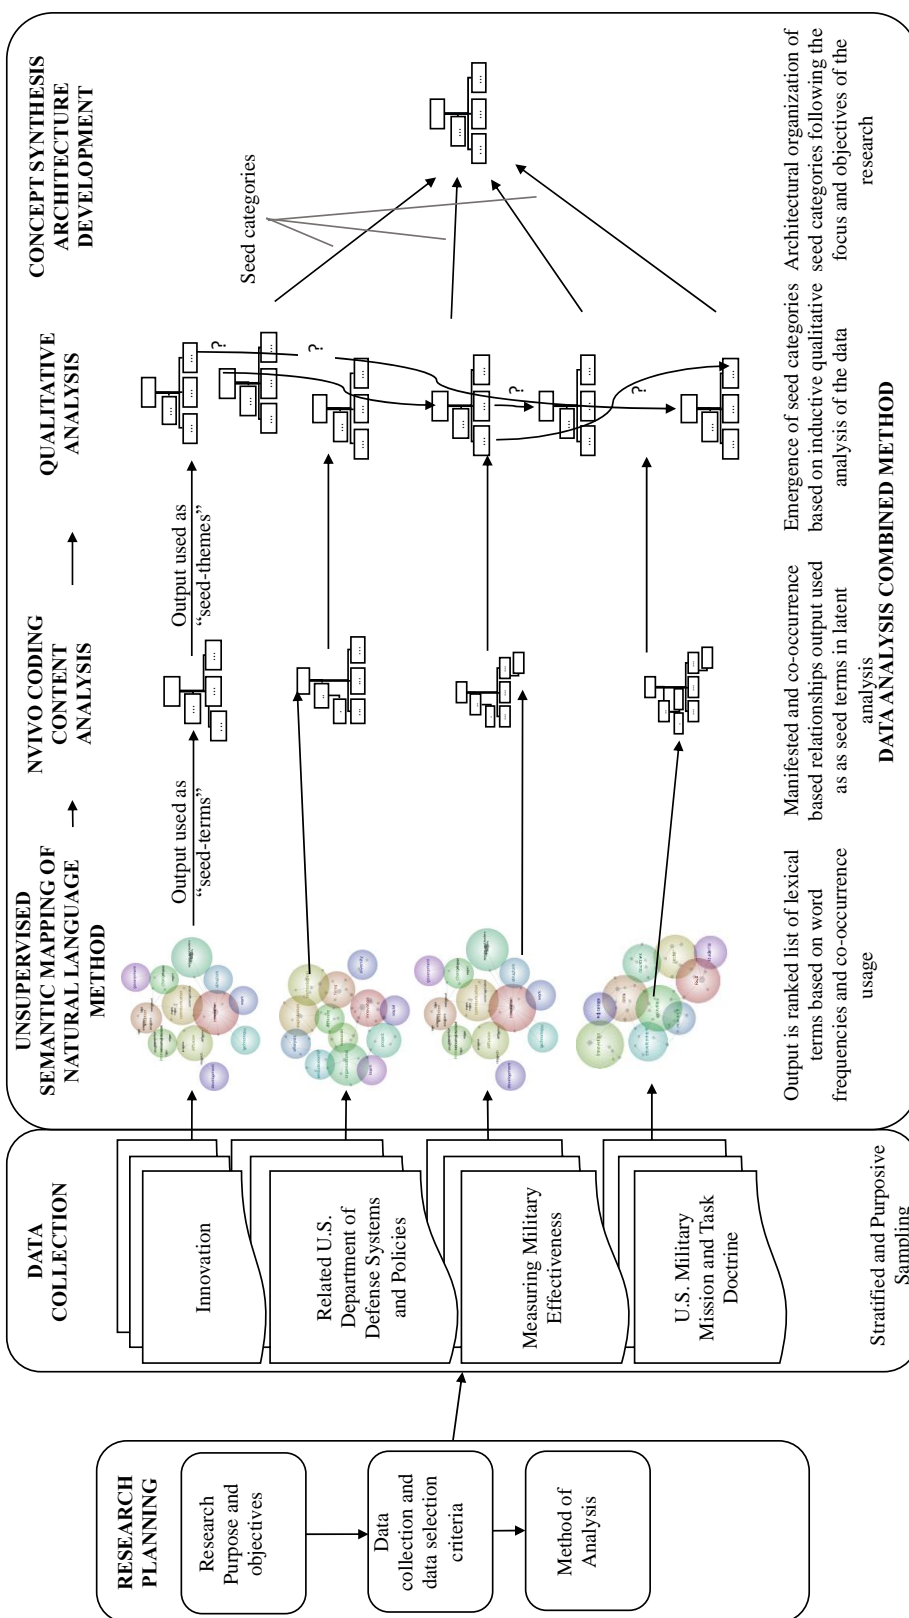 RESEARCH
PLANNING
Research
Purpose and
objectives
Data
collection and
data selection
criteria
Method of
Analysis
DATA
COLLECTION
Innovation
Related U.S.
Department of
Defense Systems
and Policies
Measuring Military
Effectiveness
U.S. Military
Mission and Task
Doctrine
Stratified and Purposive
Sampling
UNSUPERVISED
SEMANTIC MAPPING OF
NATURAL LANGUAGE
METHOD
Output used as
“seed-terms”
Output is ranked list of lexical
terms based on word
frequencies and co-occurrence
usage
NVIVO CODING
CONTENT
ANALYSIS
Output used as
“seed-themes”
Manifested and co-occurrence
based relationships output used
as as seed terms in latent
analysis
QUALITATIVE
ANALYSIS
?
?
?
?
Emergence of seed categories
based on inductive qualitative
analysis of the data
CONCEPT SYNTHESIS
ARCHITECTURE
DEVELOPMENT
Seed categories
Architectural organization of
seed categories following the
focus and objectives of the
research
DATA ANALYSIS COMBINED METHOD